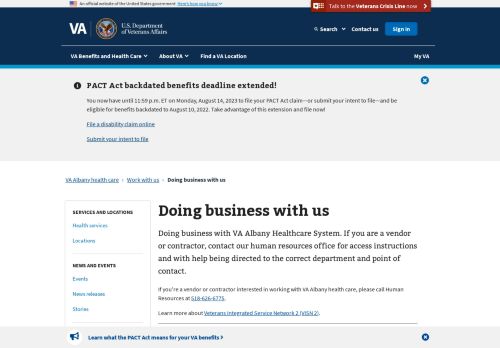 An official website of the United States government Here's how you know
Talk to the Veterans Crisis Line now
VA
U.S. Department
of Veterans Affairs
Search
Contact us
Sign in
VA Benefits and Health Care
About VA
Find a VA Location
My VA
PACT Act backdated benefits deadline extended!
You now have until 11:59 p.m. ET on Monday, August 14, 2023 to file your PACT Act claim—or submit your intent to file—and be
eligible for benefits backdated to August 10, 2022. Take advantage of this extension and file now!
File a disability claim online
Submit your intent to file
VA Albany health care › Work with us › Doing business with us
SERVICES AND LOCATIONS
Health services
Locations
NEWS AND EVENTS
Events
News releases
Stories
Doing business with us
Doing business with VA Albany Healthcare System. If you are a vendor
or contractor, contact our human resources office for access instructions
and with help being directed to the correct department and point of
contact.
If you're a vendor or contractor interested in working with VA Albany health care, please call Human
Resources at 518-626-6775.
Learn more about Veterans Integrated Service Network 2 (VISN 2).
Learn what the PACT Act means for your VA benefits